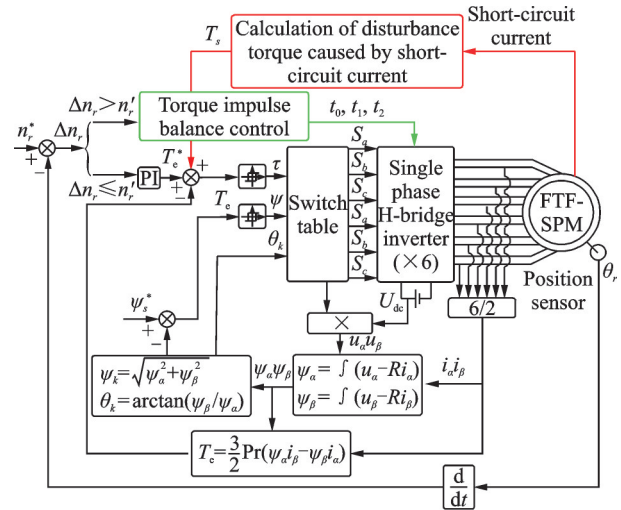 Short-circuit
current
Calculation of disturbance
torque caused by short-
circuit current
T_s
Δn_r>n_r′
Torque impulse
balance control
t_0, t_1, t_2
n_r^*
Δn_r
+
−
Δn_r≤n_r′
PI
T_e^*
+
+
−
τ
T_e
ψ
θ_k
Switch
table
S_a
S_b
S_c
S_a
S_b
S_c
Single
phase
H-bridge
inverter
(×6)
FTF-
SPM
θ_r
Position
sensor
6/2
U_dc
×
u_α u_β
ψ_s^*
+
−
ψ_k=√ψ_α^2+ψ_β^2
θ_k=arctan(ψ_β/ψ_α)
ψ_α ψ_β
ψ_α=∫(u_α−Ri_α)
ψ_β=∫(u_β−Ri_β)
i_α i_β
T_e=3/2 Pr(ψ_α i_β−ψ_β i_α)
d/dt